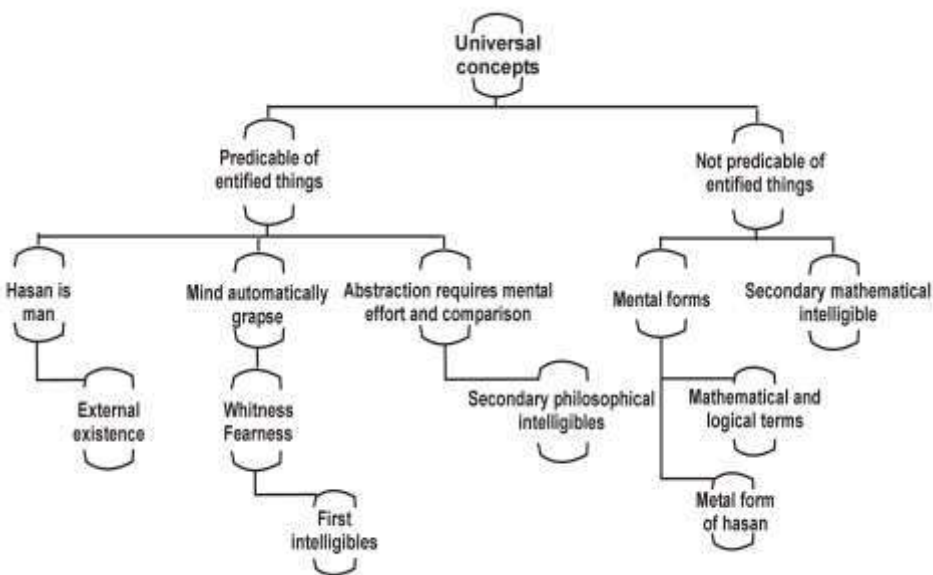 Universal
concepts
Predicable of
entified things
Not predicable of
entified things
Hasan is
man
Mind automatically
grapse
Abstraction requires mental
effort and comparison
Mental forms
Secondary mathematical
intelligible
External
existence
Whitness
Fearness
Secondary philosophical
intelligibles
Mathematical and
logical terms
First
intelligibles
Metal form
of hasan